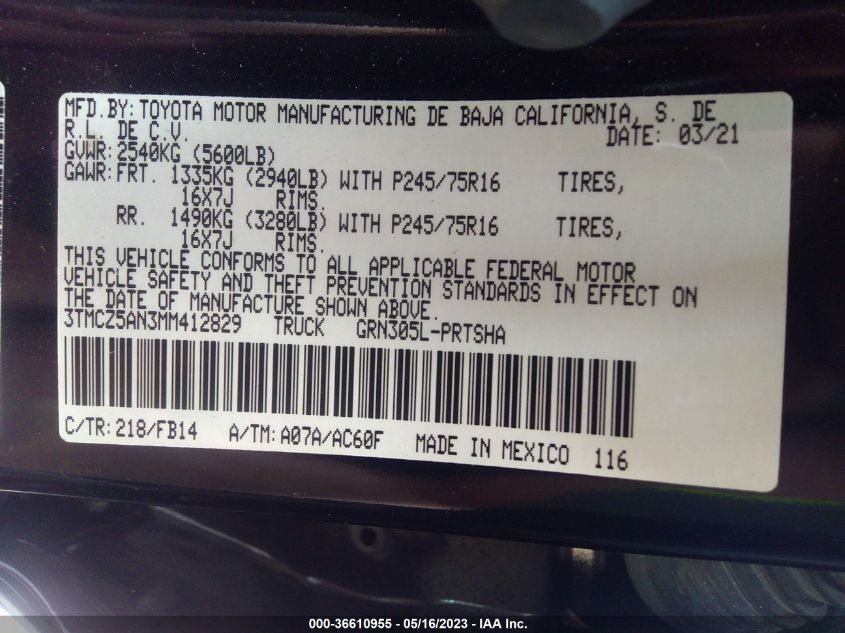 MFD.BY:TOYOTA MOTOR MANUFACTURING DE BAJA CALIFORNIA, S. DE
R.L. DE C.V. DATE: 03/21
GVWR:2540KG (5600LB)
GAWR:FRT. 1335KG (2940LB) WITH P245/75R16 TIRES,
16X7J RIMS.
RR. 1490KG (3280LB) WITH P245/75R16 TIRES,
16X7J RIMS.
THIS VEHICLE CONFORMS TO ALL APPLICABLE FEDERAL MOTOR
VEHICLE SAFETY AND THEFT PREVENTION STANDARDS IN EFFECT ON
THE DATE OF MANUFACTURE SHOWN ABOVE.
3TMCZ5AN3MM412829 TRUCK GRN305L-PRTSHA
C/TR:218/FB14 A/TM:A07A/AC60F MADE IN MEXICO 116
000-36610955 - 05/16/2023 - IAA Inc.